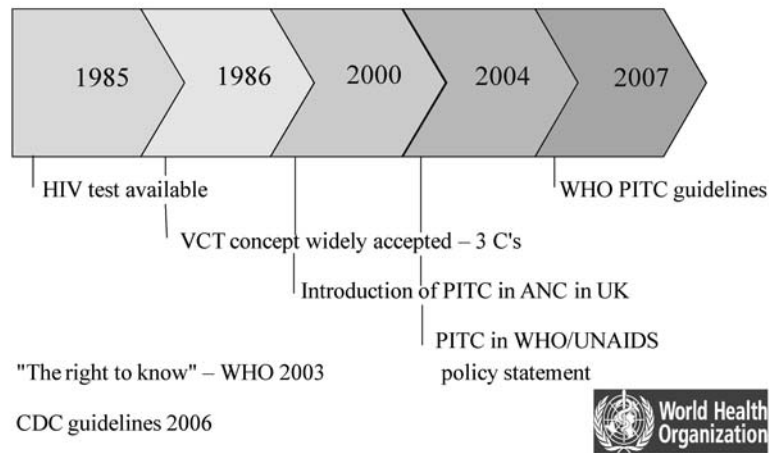 1985
1986
2000
2004
2007
HIV test available
WHO PITC guidelines
VCT concept widely accepted – 3 C's
Introduction of PITC in ANC in UK
PITC in WHO/UNAIDS
policy statement
"The right to know" – WHO 2003
CDC guidelines 2006
World Health
Organization